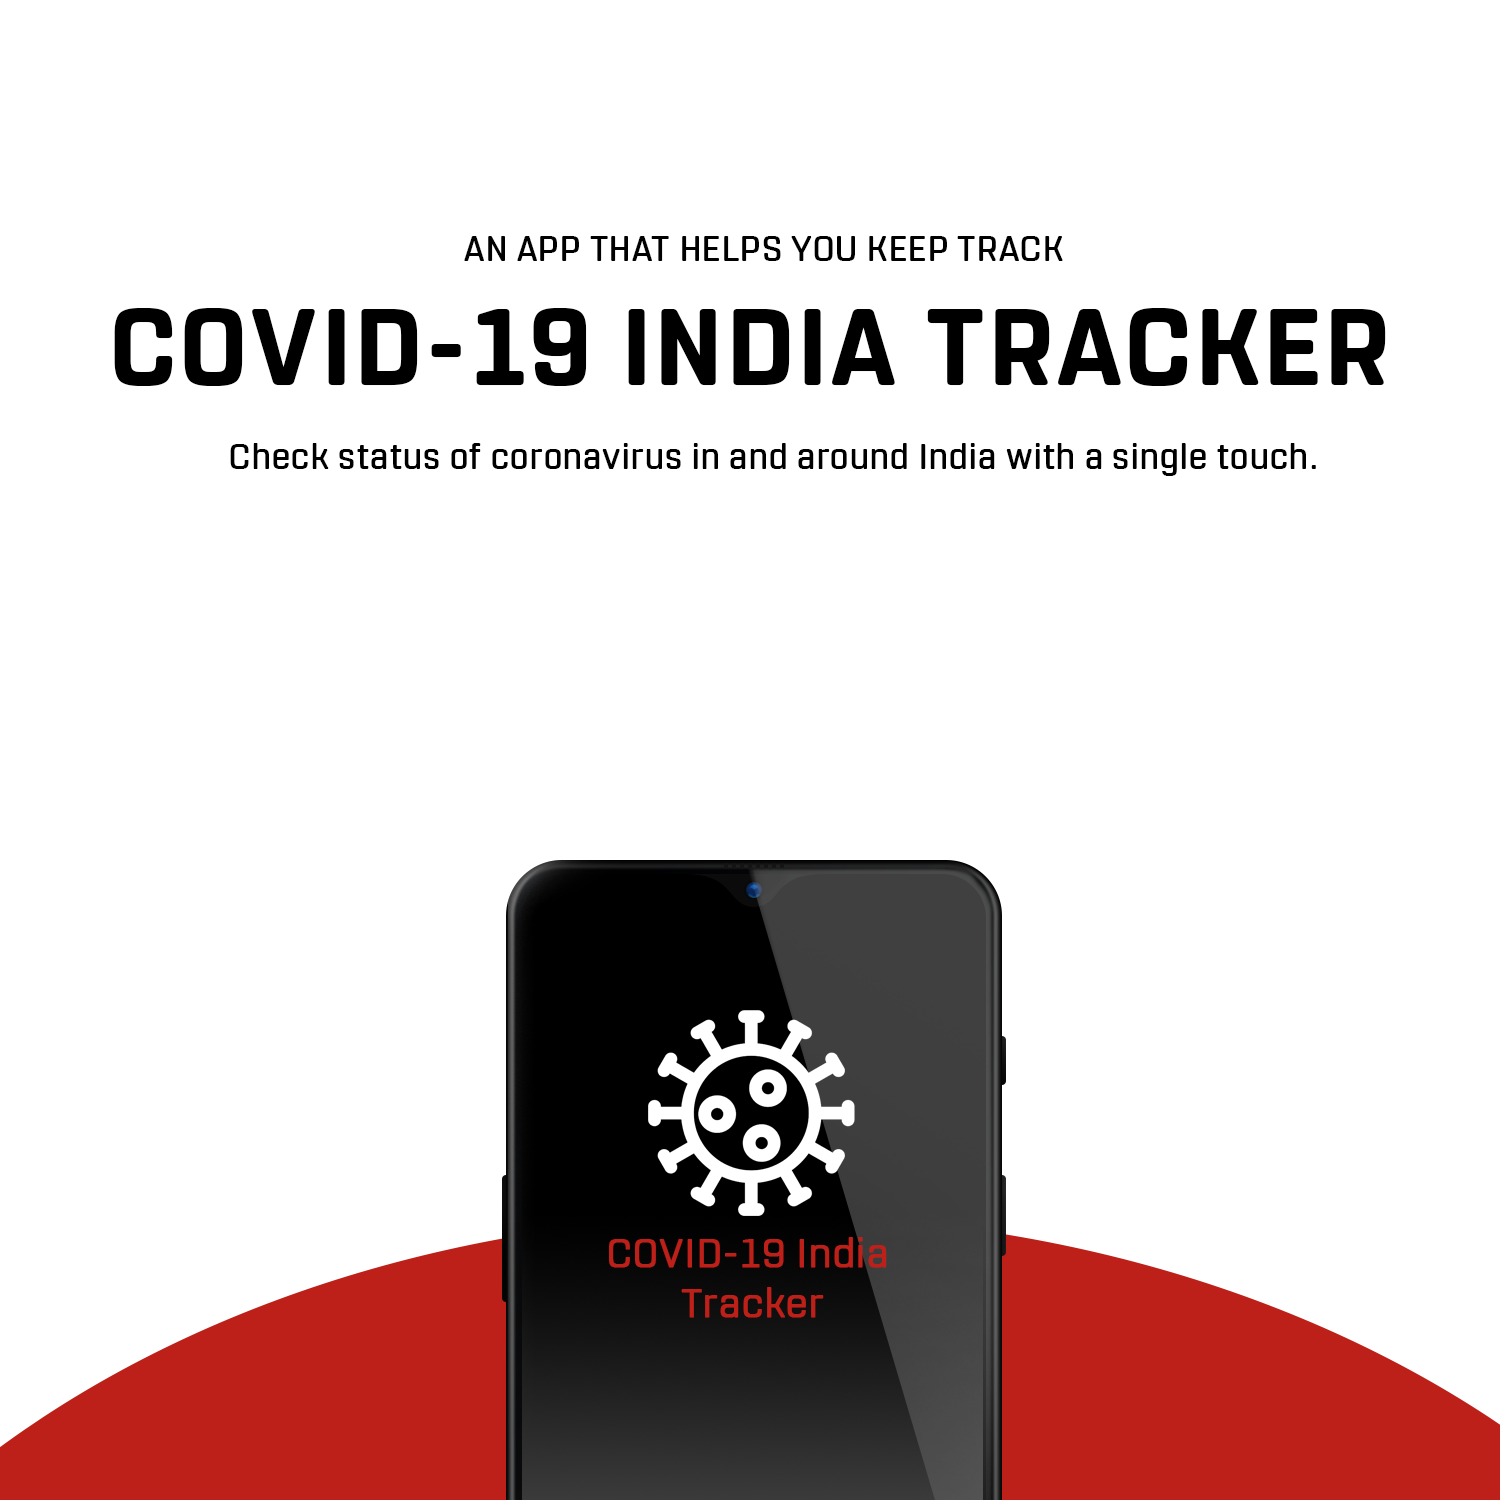 AN APP THAT HELPS YOU KEEP TRACK
COVID-19 INDIA TRACKER
Check status of coronavirus in and around India with a single touch.
COVID-19 India
Tracker